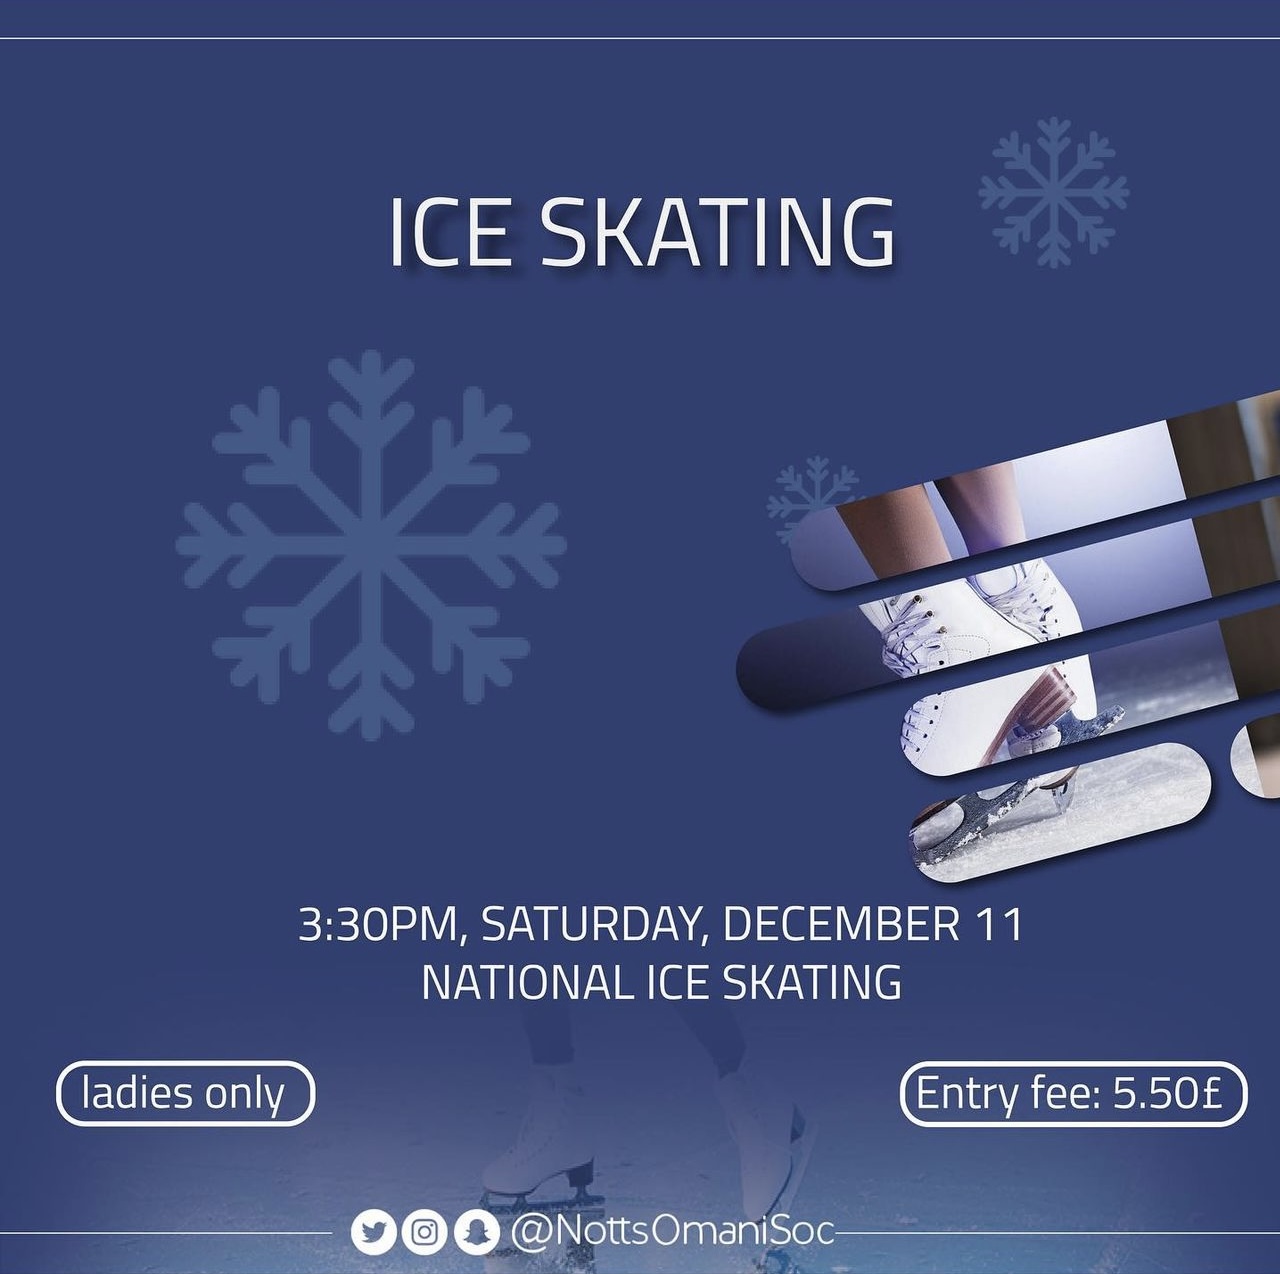 ICE SKATING
3:30PM, SATURDAY, DECEMBER 11
NATIONAL ICE SKATING
ladies only
Entry fee: 5.50£
@NottsOmaniSoc